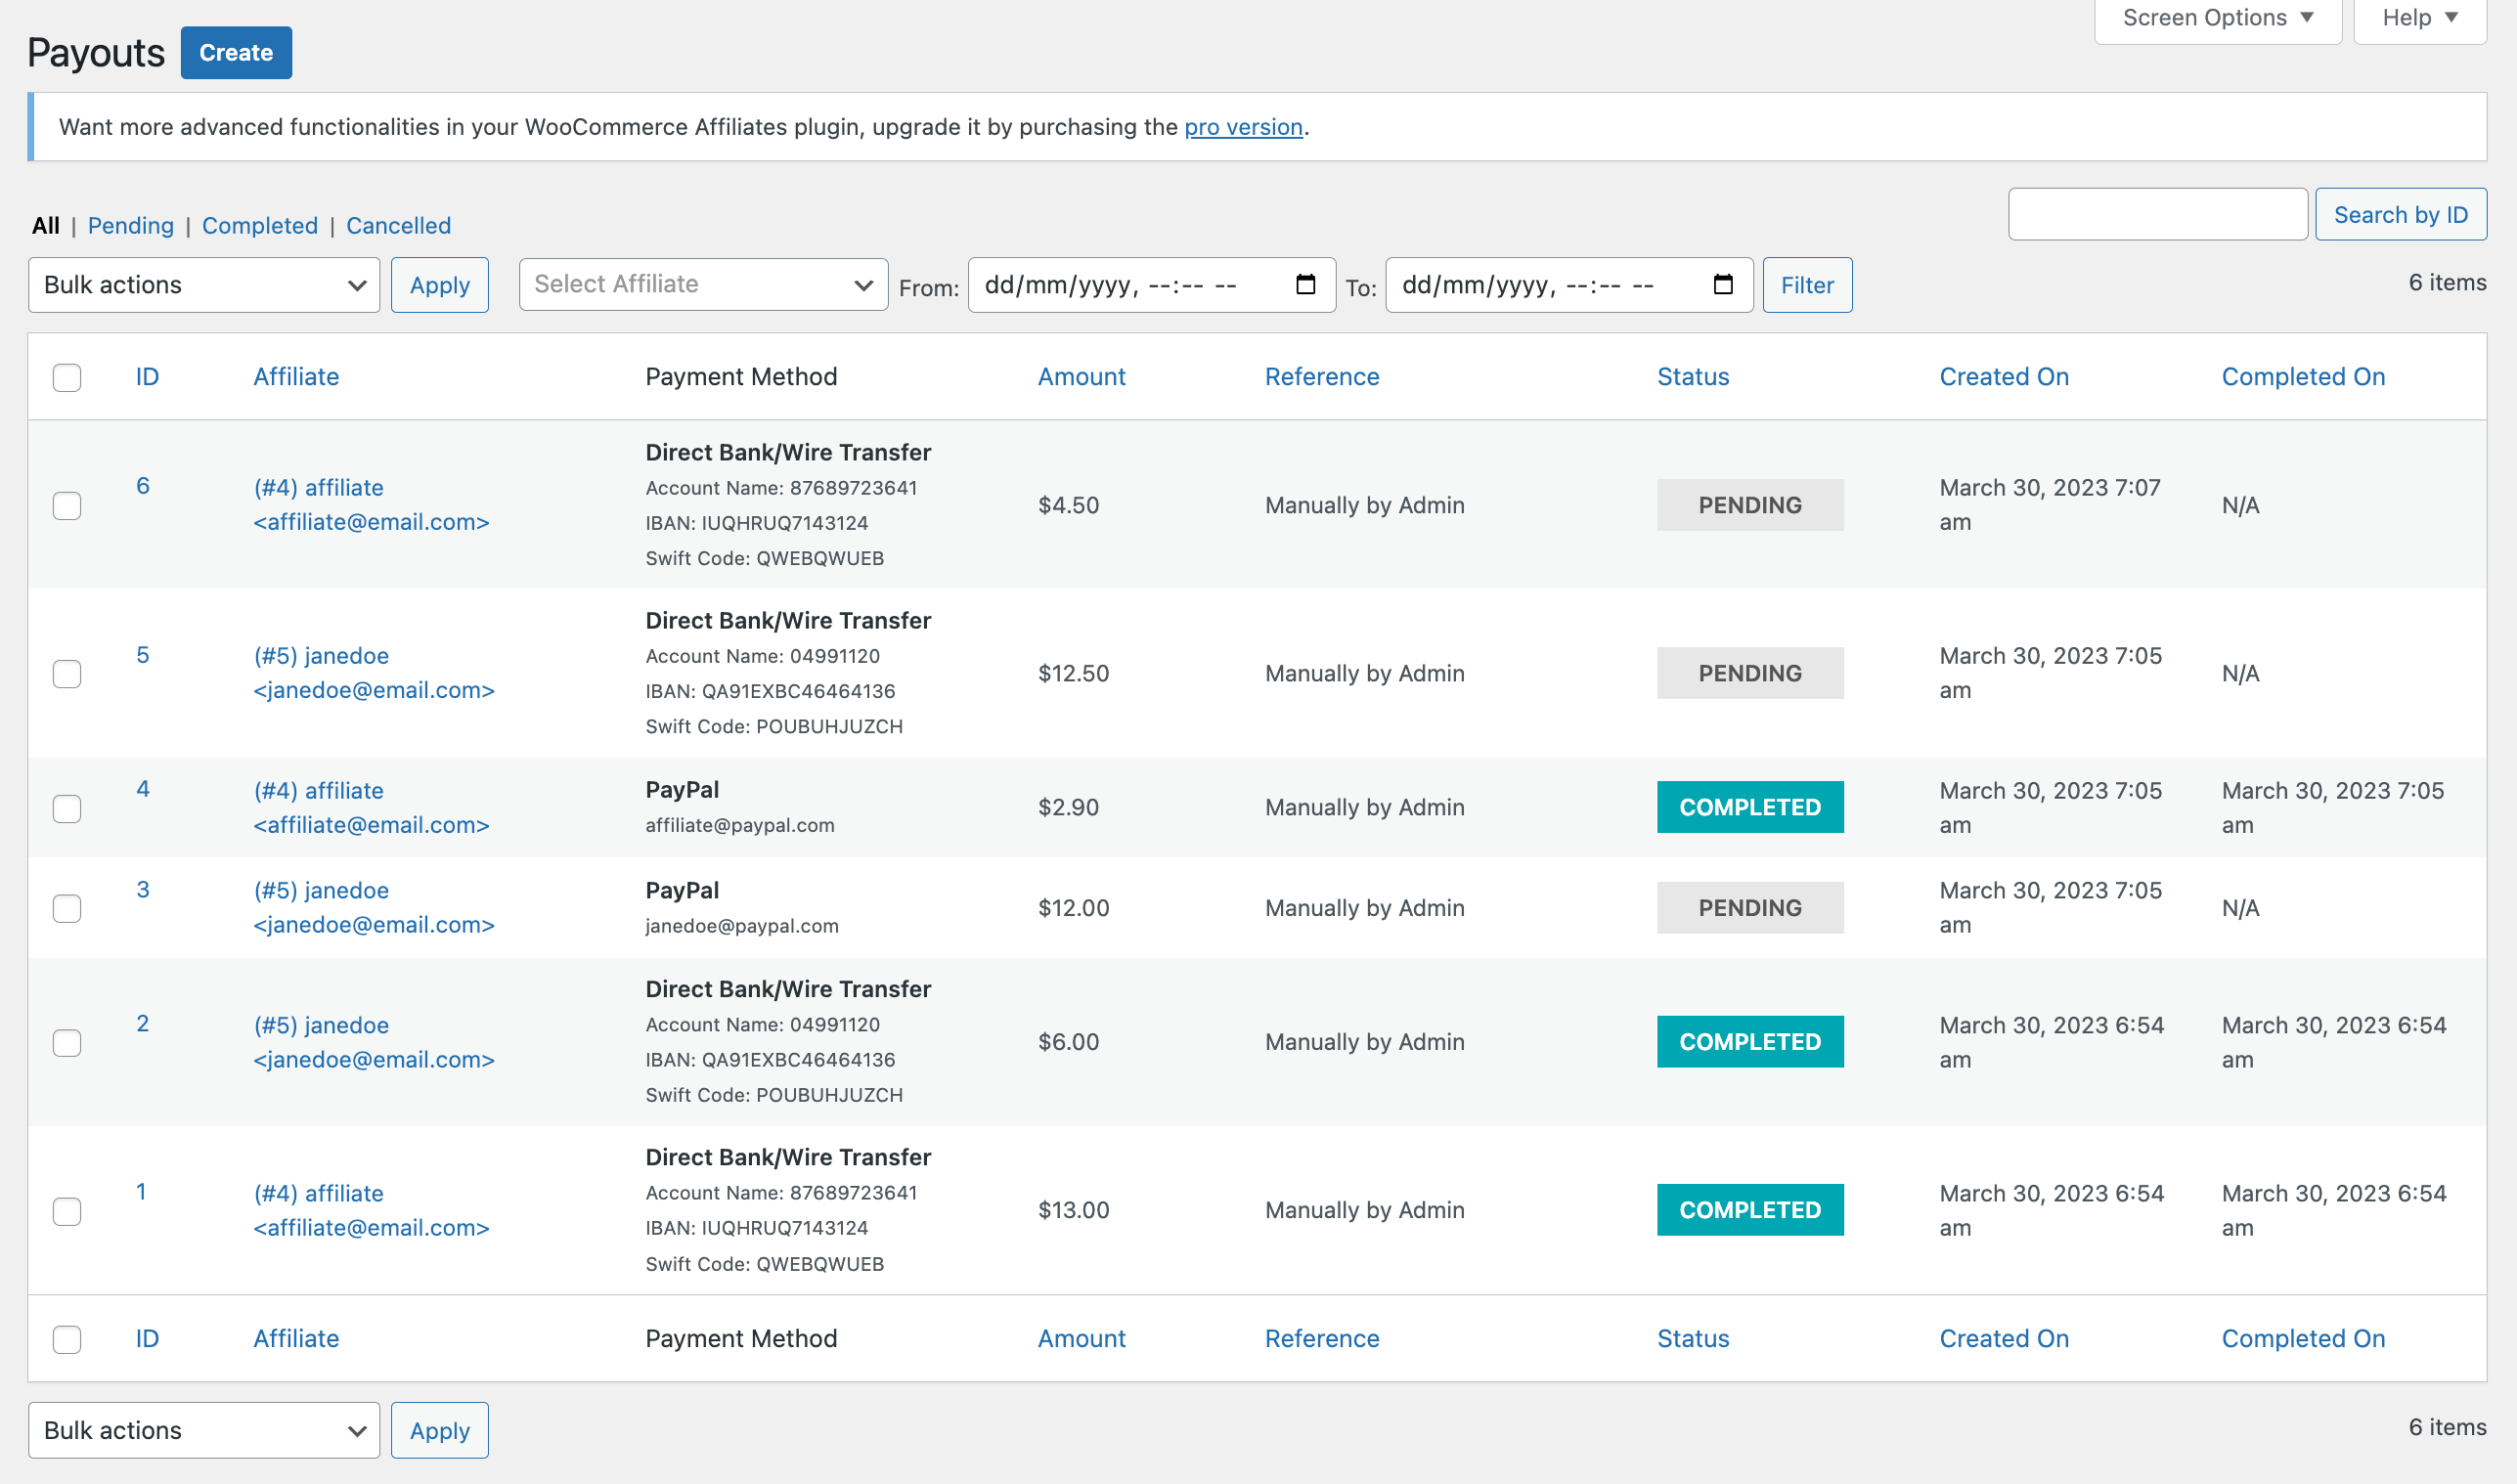 Screen Options ▼ Help ▼
Payouts Create
Want more advanced functionalities in your WooCommerce Affiliates plugin, upgrade it by purchasing the pro version.
Search by ID
All | Pending | Completed | Cancelled
Bulk actions Apply Select Affiliate From: dd/mm/yyyy, --:-- -- To: dd/mm/yyyy, --:-- -- Filter 6 items
ID Affiliate Payment Method Amount Reference Status Created On Completed On
6 (#4) affiliate
<affiliate@email.com>
Direct Bank/Wire Transfer
Account Name: 87689723641
IBAN: IUQHRUQ7143124
Swift Code: QWEBQWUEB
$4.50 Manually by Admin PENDING
March 30, 2023 7:07
am
N/A
5 (#5) janedoe
<janedoe@email.com>
Direct Bank/Wire Transfer
Account Name: 04991120
IBAN: QA91EXBC46464136
Swift Code: POUBUHJUZCH
$12.50 Manually by Admin PENDING
March 30, 2023 7:05
am
N/A
4 (#4) affiliate
<affiliate@email.com>
PayPal
affiliate@paypal.com
$2.90 Manually by Admin COMPLETED
March 30, 2023 7:05
am
March 30, 2023 7:05
am
3 (#5) janedoe
<janedoe@email.com>
PayPal
janedoe@paypal.com
$12.00 Manually by Admin PENDING
March 30, 2023 7:05
am
N/A
2 (#5) janedoe
<janedoe@email.com>
Direct Bank/Wire Transfer
Account Name: 04991120
IBAN: QA91EXBC46464136
Swift Code: POUBUHJUZCH
$6.00 Manually by Admin COMPLETED
March 30, 2023 6:54
am
March 30, 2023 6:54
am
1 (#4) affiliate
<affiliate@email.com>
Direct Bank/Wire Transfer
Account Name: 87689723641
IBAN: IUQHRUQ7143124
Swift Code: QWEBQWUEB
$13.00 Manually by Admin COMPLETED
March 30, 2023 6:54
am
March 30, 2023 6:54
am
ID Affiliate Payment Method Amount Reference Status Created On Completed On
Bulk actions Apply 6 items